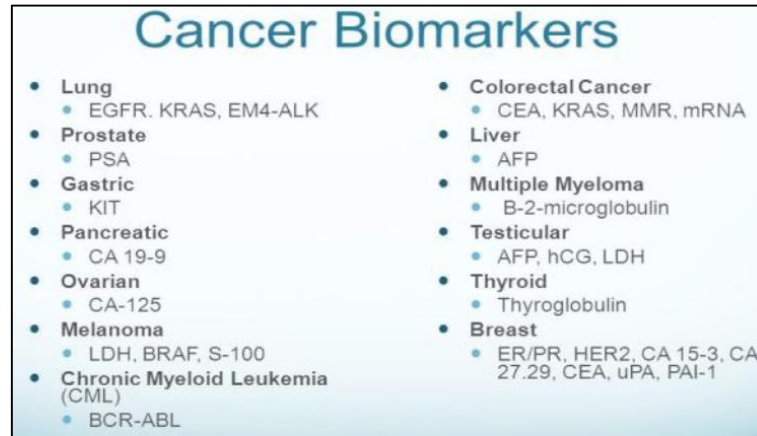 Cancer Biomarkers
Lung
EGFR. KRAS, EM4-ALK
Prostate
PSA
Gastric
KIT
Pancreatic
CA 19-9
Ovarian
CA-125
Melanoma
LDH, BRAF, S-100
Chronic Myeloid Leukemia
(CML)
BCR-ABL
Colorectal Cancer
CEA, KRAS, MMR, mRNA
Liver
AFP
Multiple Myeloma
B-2-microglobulin
Testicular
AFP, hCG, LDH
Thyroid
Thyroglobulin
Breast
ER/PR, HER2, CA 15-3, CA
27.29, CEA, uPA, PAI-1